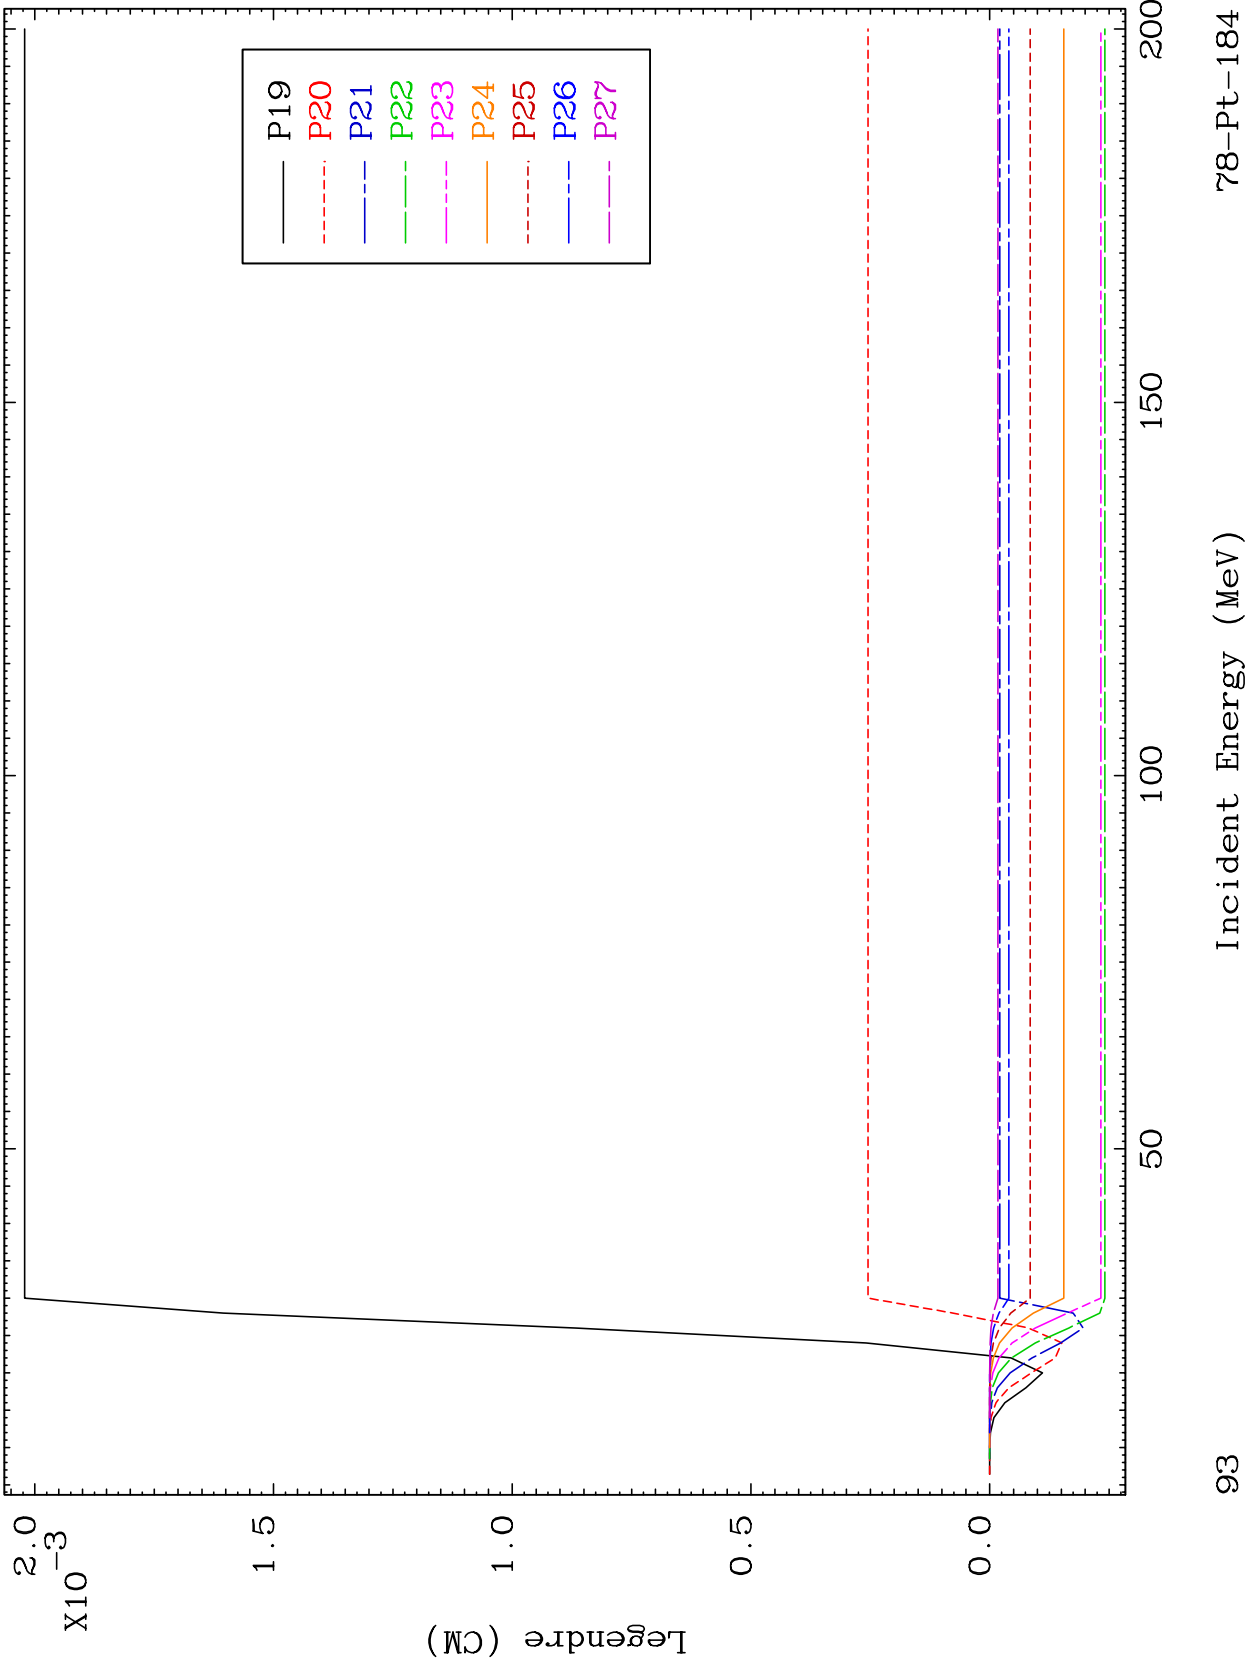 2.0
X10⁻³
1.5
1.0
0.5
0.0
Legendre (CM)
P19
P20
P21
P22
P23
P24
P25
P26
P27
50
100
150
200
93
Incident Energy (MeV)
78-Pt-184